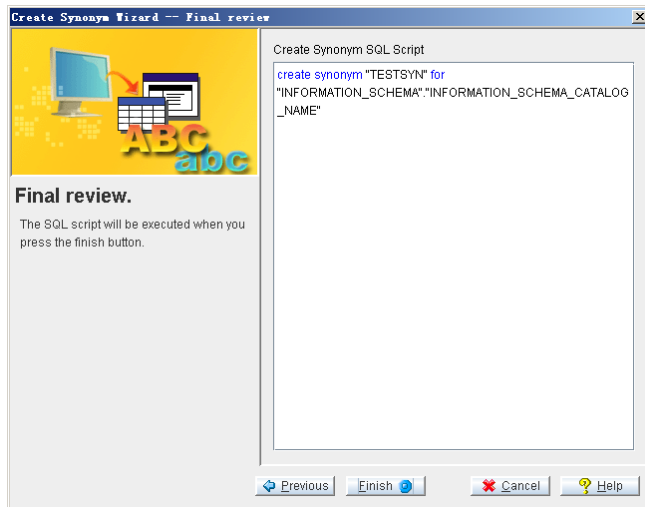 Create Synonym Wizard -- Final review
ABC
abc
Final review.
The SQL script will be executed when you
press the finish button.
Create Synonym SQL Script
create synonym "TESTSYN" for
"INFORMATION_SCHEMA"."INFORMATION_SCHEMA_CATALOG
_NAME"
Previous
Finish
Cancel
Help